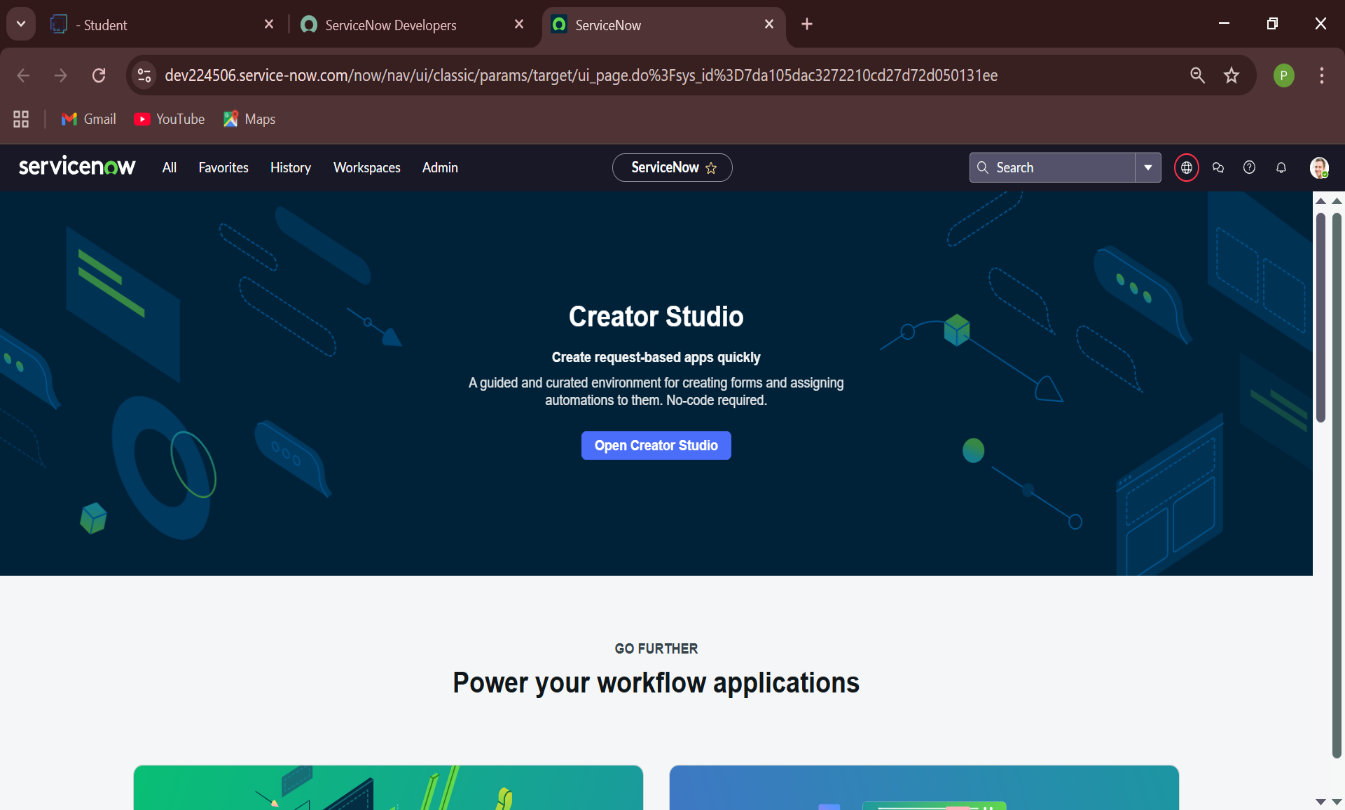 - Student
ServiceNow Developers
ServiceNow
dev224506.service-now.com/now/nav/ui/classic/params/target/ui_page.do%3Fsys_id%3D7da105dac3272210cd27d72d050131ee
P
Gmail
YouTube
Maps
servicenow
All
Favorites
History
Workspaces
Admin
ServiceNow
Search
Creator Studio
Create request-based apps quickly
A guided and curated environment for creating forms and assigning
automations to them. No-code required.
Open Creator Studio
GO FURTHER
Power your workflow applications